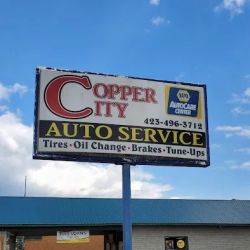 COPPER CITY
NAPA
AUTOCARE
CENTER
423-496-3712
AUTO SERVICE
Tires • Oil Change • Brakes • Tune-Ups